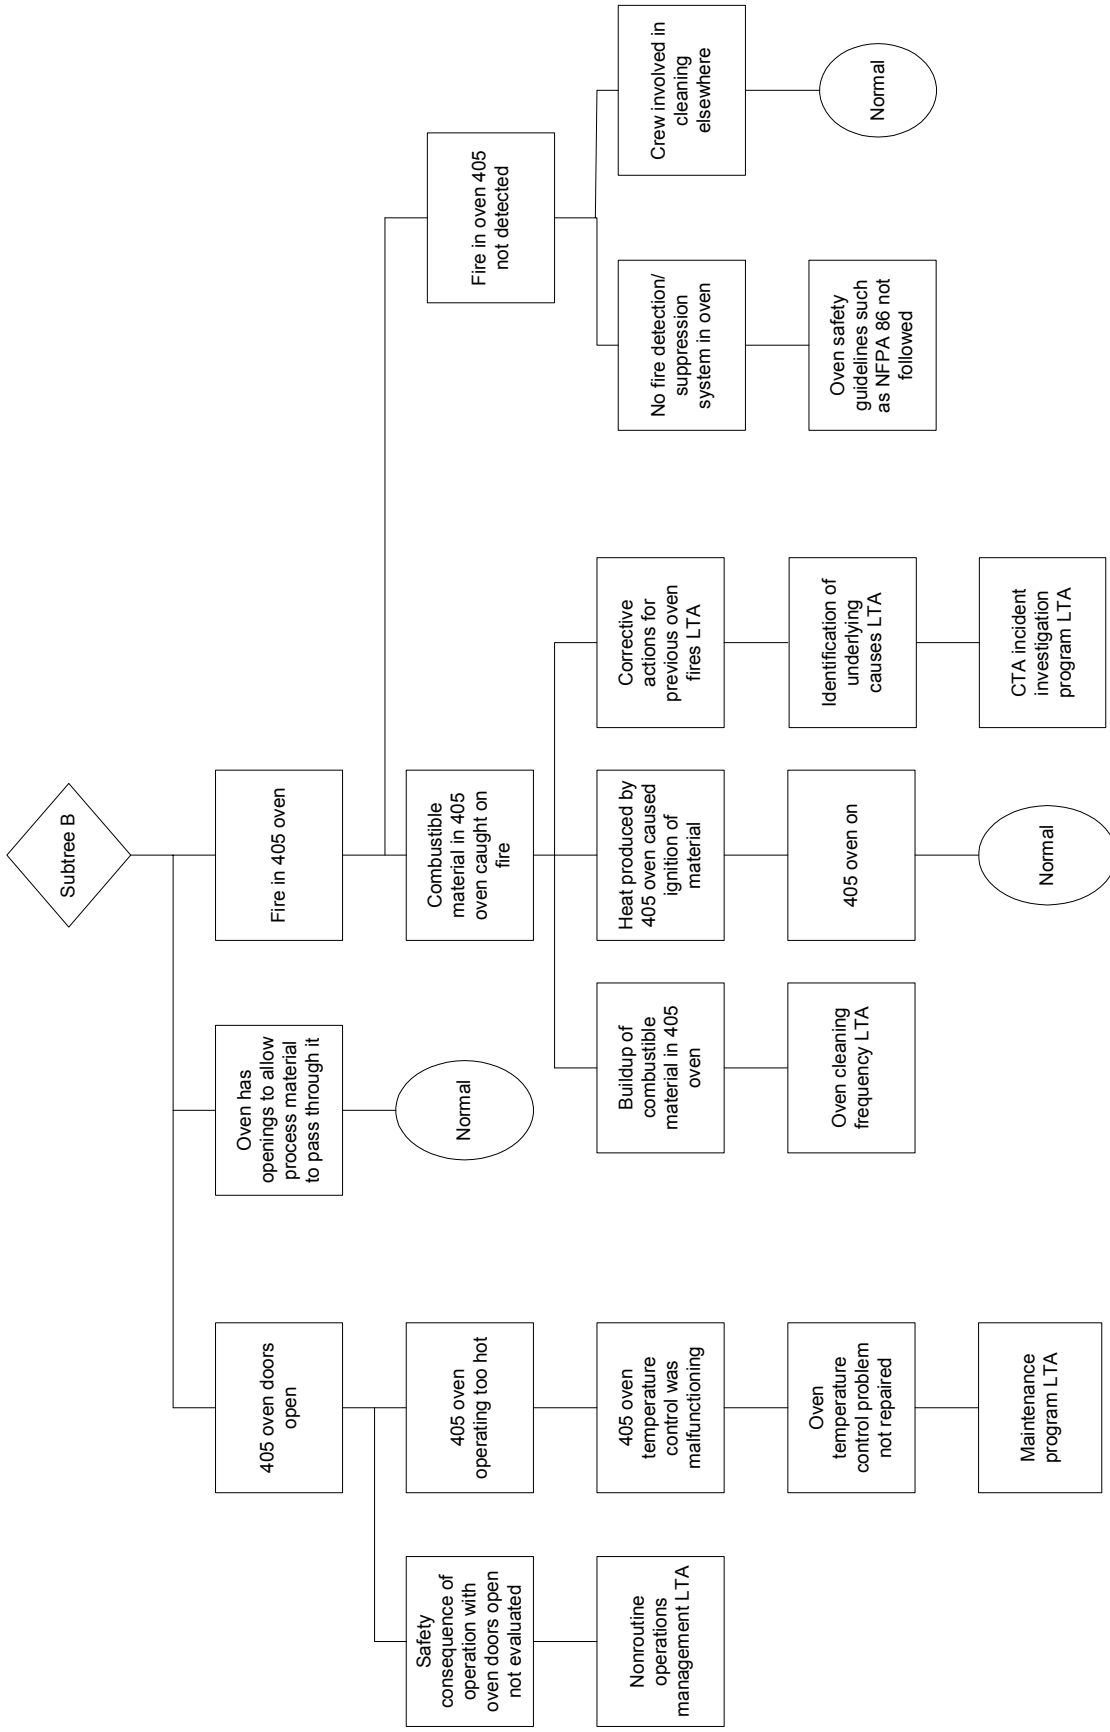 Subtree B
405 oven doors
open
Oven has
openings to allow
process material
to pass through it
Fire in 405 oven
Safety
consequence of
operation with
oven doors open
not evaluated
405 oven
operating too hot
Normal
Combustible
material in 405
oven caught on
fire
Fire in oven 405
not detected
Nonroutine
operations
management LTA
405 oven
temperature
control was
malfunctioning
Buildup of
combustible
material in 405
oven
Heat produced by
405 oven caused
ignition of
material
Corrective
actions for
previous oven
fires LTA
No fire detection/
suppression
system in oven
Crew involved in
cleaning
elsewhere
Oven
temperature
control problem
not repaired
Oven cleaning
frequency LTA
405 oven on
Identification of
underlying
causes LTA
Oven safety
guidelines such
as NFPA 86 not
followed
Normal
Maintenance
program LTA
Normal
CTA incident
investigation
program LTA